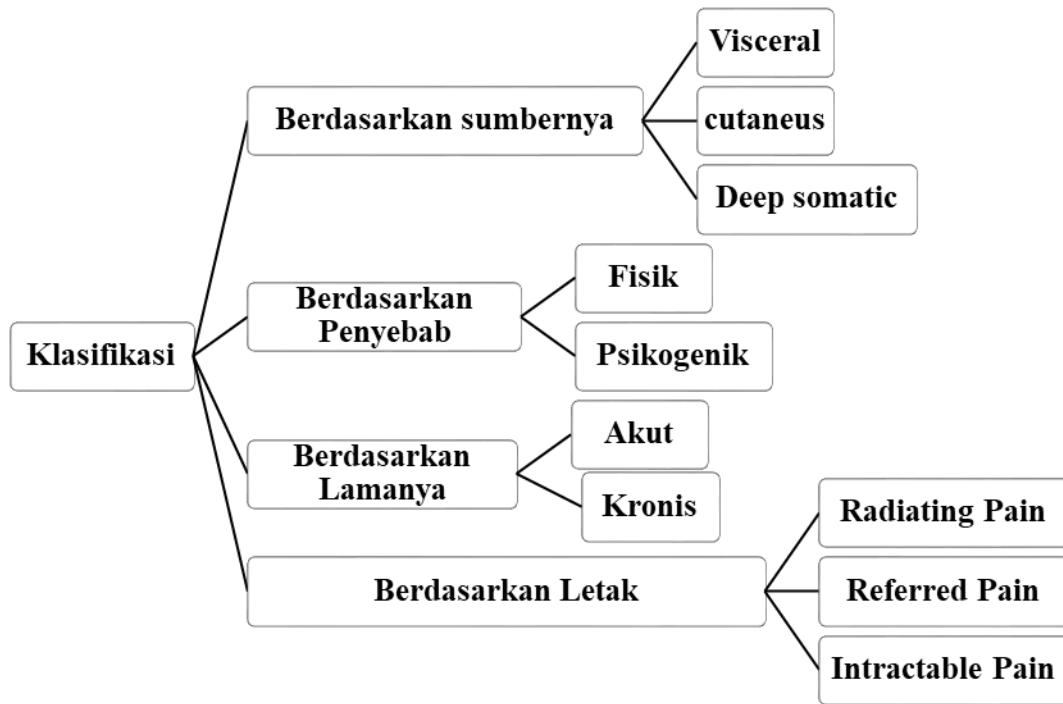 Klasifikasi
Berdasarkan sumbernya
Visceral
cutaneus
Deep somatic
Berdasarkan
Penyebab
Fisik
Psikogenik
Berdasarkan
Lamanya
Akut
Kronis
Berdasarkan Letak
Radiating Pain
Referred Pain
Intractable Pain